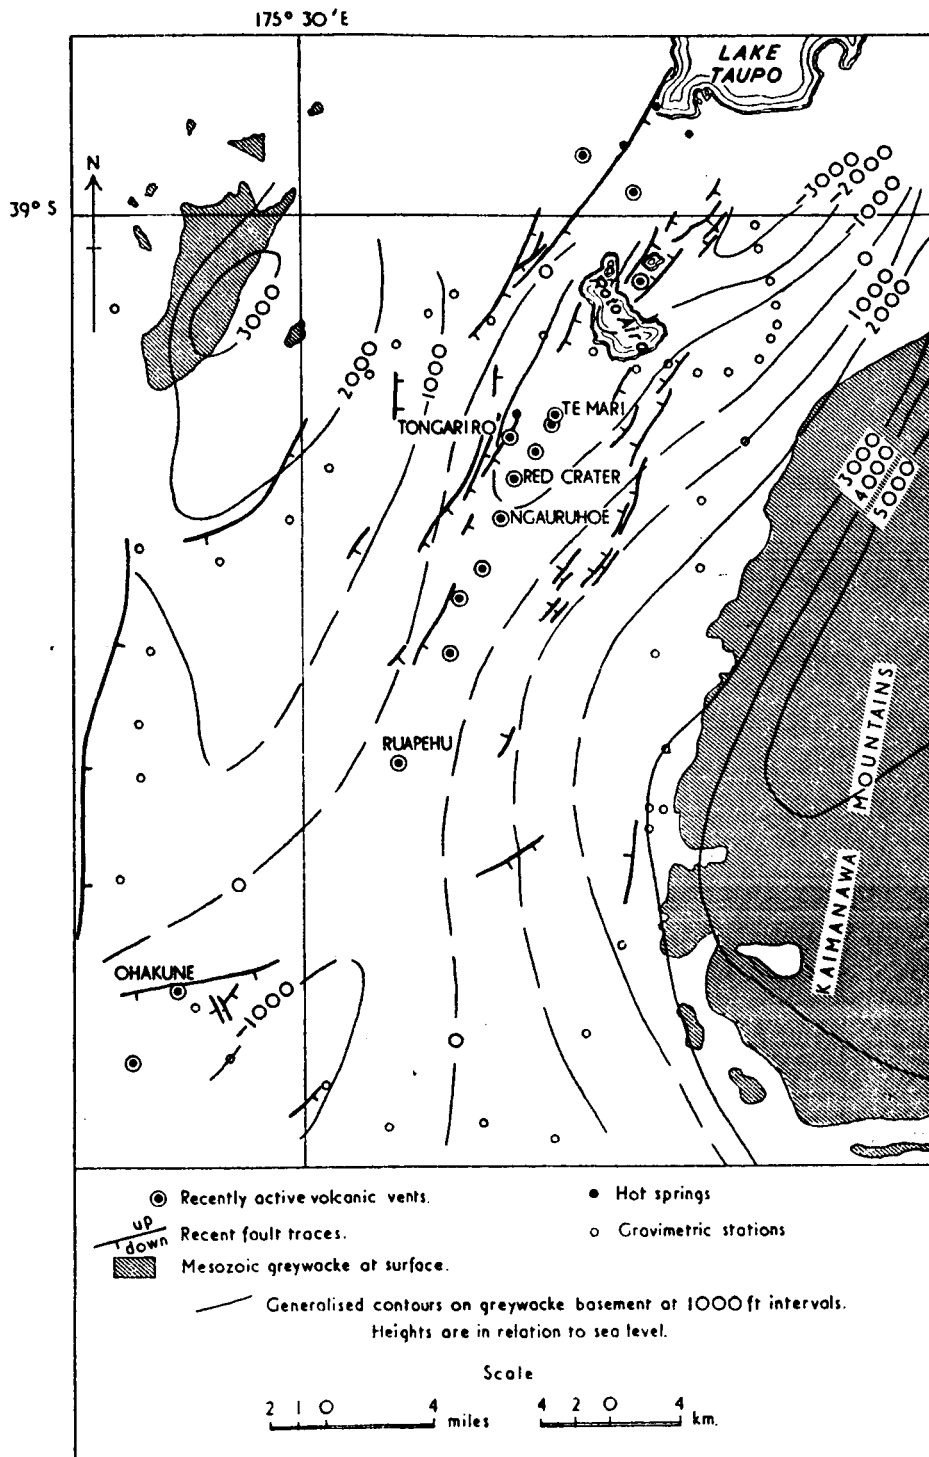 175° 30'E
LAKE
TAUPO
N
39° S
-3000
-2000
-1000
0
1000
2000
3000
2000
-1000
0
3000
4000
5000
TE MARI
TONGARIRO
RED CRATER
NGAURUHOE
RUAPEHU
MOUNTAINS
KAIMANAWA
0
OHAKUNE
-1000
0
Recently active volcanic vents.
Hot springs
up
down
Recent fault traces.
Gravimetric stations
Mesozoic greywacke at surface.
Generalised contours on greywacke basement at 1000 ft intervals.
Heights are in relation to sea level.
Scale
2 1 0 4 miles
4 2 0 4 km.